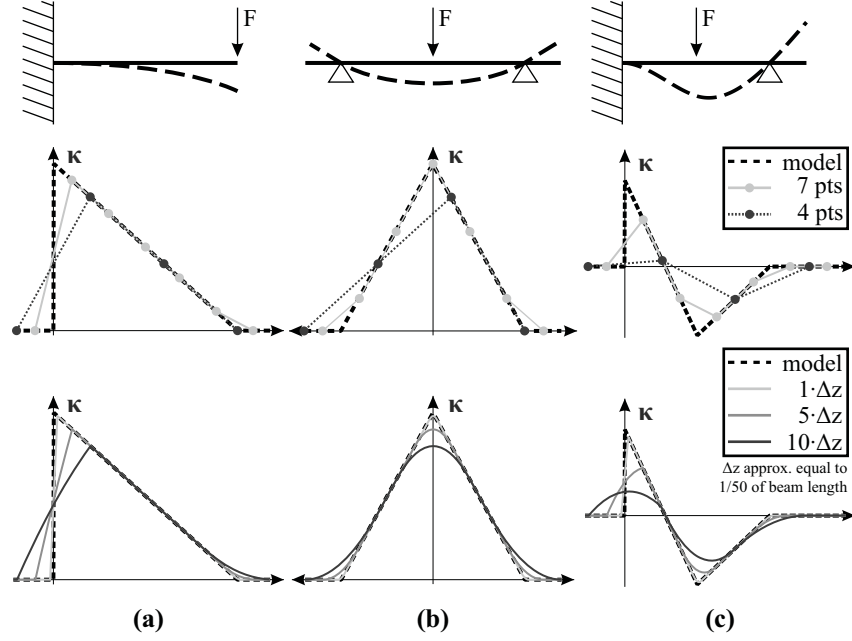 F
F
F
κ
κ
κ
model
7 pts
4 pts
κ
κ
κ
model
1·Δz
5·Δz
10·Δz
Δz approx. equal to
1/50 of beam length
(a)
(b)
(c)